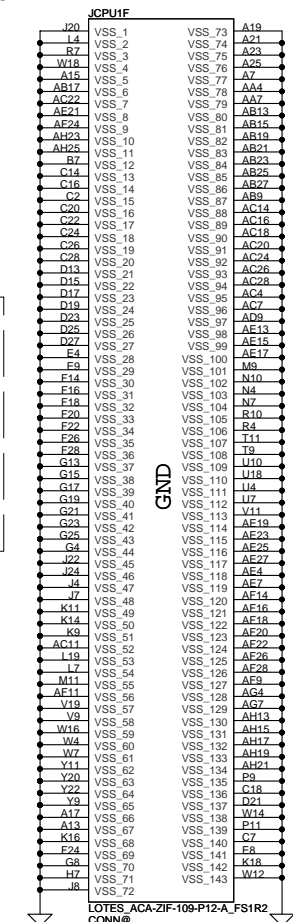 JCPU1F
J20 VSS_1 VSS_73 A19
L4 VSS_2 VSS_74 A21
R7 VSS_3 VSS_75 A23
W18 VSS_4 VSS_76 A25
A15 VSS_5 VSS_77 A7
AB17 VSS_6 VSS_78 AA4
AC22 VSS_7 VSS_79 AA7
AE21 VSS_8 VSS_80 AB13
AF24 VSS_9 VSS_81 AB15
AH23 VSS_10 VSS_82 AB19
AH25 VSS_11 VSS_83 AB21
B7 VSS_12 VSS_84 AB23
C14 VSS_13 VSS_85 AB25
C16 VSS_14 VSS_86 AB27
C2 VSS_15 VSS_87 AB9
C20 VSS_16 VSS_88 AC14
C22 VSS_17 VSS_89 AC16
C24 VSS_18 VSS_90 AC18
C26 VSS_19 VSS_91 AC20
C28 VSS_20 VSS_92 AC24
D13 VSS_21 VSS_93 AC26
D15 VSS_22 VSS_94 AC28
D17 VSS_23 VSS_95 AC4
D19 VSS_24 VSS_96 AC7
D23 VSS_25 VSS_97 AD9
D25 VSS_26 VSS_98 AE13
D27 VSS_27 VSS_99 AE15
E4 VSS_28 VSS_100 AE17
E9 VSS_29 VSS_101 M9
F14 VSS_30 VSS_102 N10
F16 VSS_31 VSS_103 N4
F18 VSS_32 VSS_104 N7
F20 VSS_33 VSS_105 R10
F22 VSS_34 VSS_106 R4
F26 VSS_35 VSS_107 T11
F28 VSS_36 VSS_108 T9
G13 VSS_37 VSS_109 U10
G15 VSS_38 VSS_110 U18
G17 VSS_39 VSS_111 U4
G19 VSS_40 VSS_112 U7
G21 VSS_41 VSS_113 V11
G23 VSS_42 VSS_114 AE19
G25 VSS_43 VSS_115 AE23
G4 VSS_44 VSS_116 AE25
J22 VSS_45 VSS_117 AE27
J24 VSS_46 VSS_118 AE4
J4 VSS_47 VSS_119 AE7
J7 VSS_48 VSS_120 AF14
K11 VSS_49 VSS_121 AF16
K14 VSS_50 VSS_122 AF18
K9 VSS_51 VSS_123 AF20
AC11 VSS_52 VSS_124 AF22
L19 VSS_53 VSS_125 AF26
L7 VSS_54 VSS_126 AF28
M11 VSS_55 VSS_127 AF9
AF11 VSS_56 VSS_128 AG4
V19 VSS_57 VSS_129 AG7
V9 VSS_58 VSS_130 AH13
W16 VSS_59 VSS_131 AH15
W4 VSS_60 VSS_132 AH17
W7 VSS_61 VSS_133 AH19
Y11 VSS_62 VSS_134 AH21
Y20 VSS_63 VSS_135 P9
Y22 VSS_64 VSS_136 C18
Y9 VSS_65 VSS_137 D21
A17 VSS_66 VSS_138 W14
A13 VSS_67 VSS_139 P11
K16 VSS_68 VSS_140 C7
F24 VSS_69 VSS_141 E8
G8 VSS_70 VSS_142 K18
H7 VSS_71 VSS_143 W12
J8 VSS_72
GND
LOTES_ACA-ZIF-109-P12-A_FS1R2
CONN@